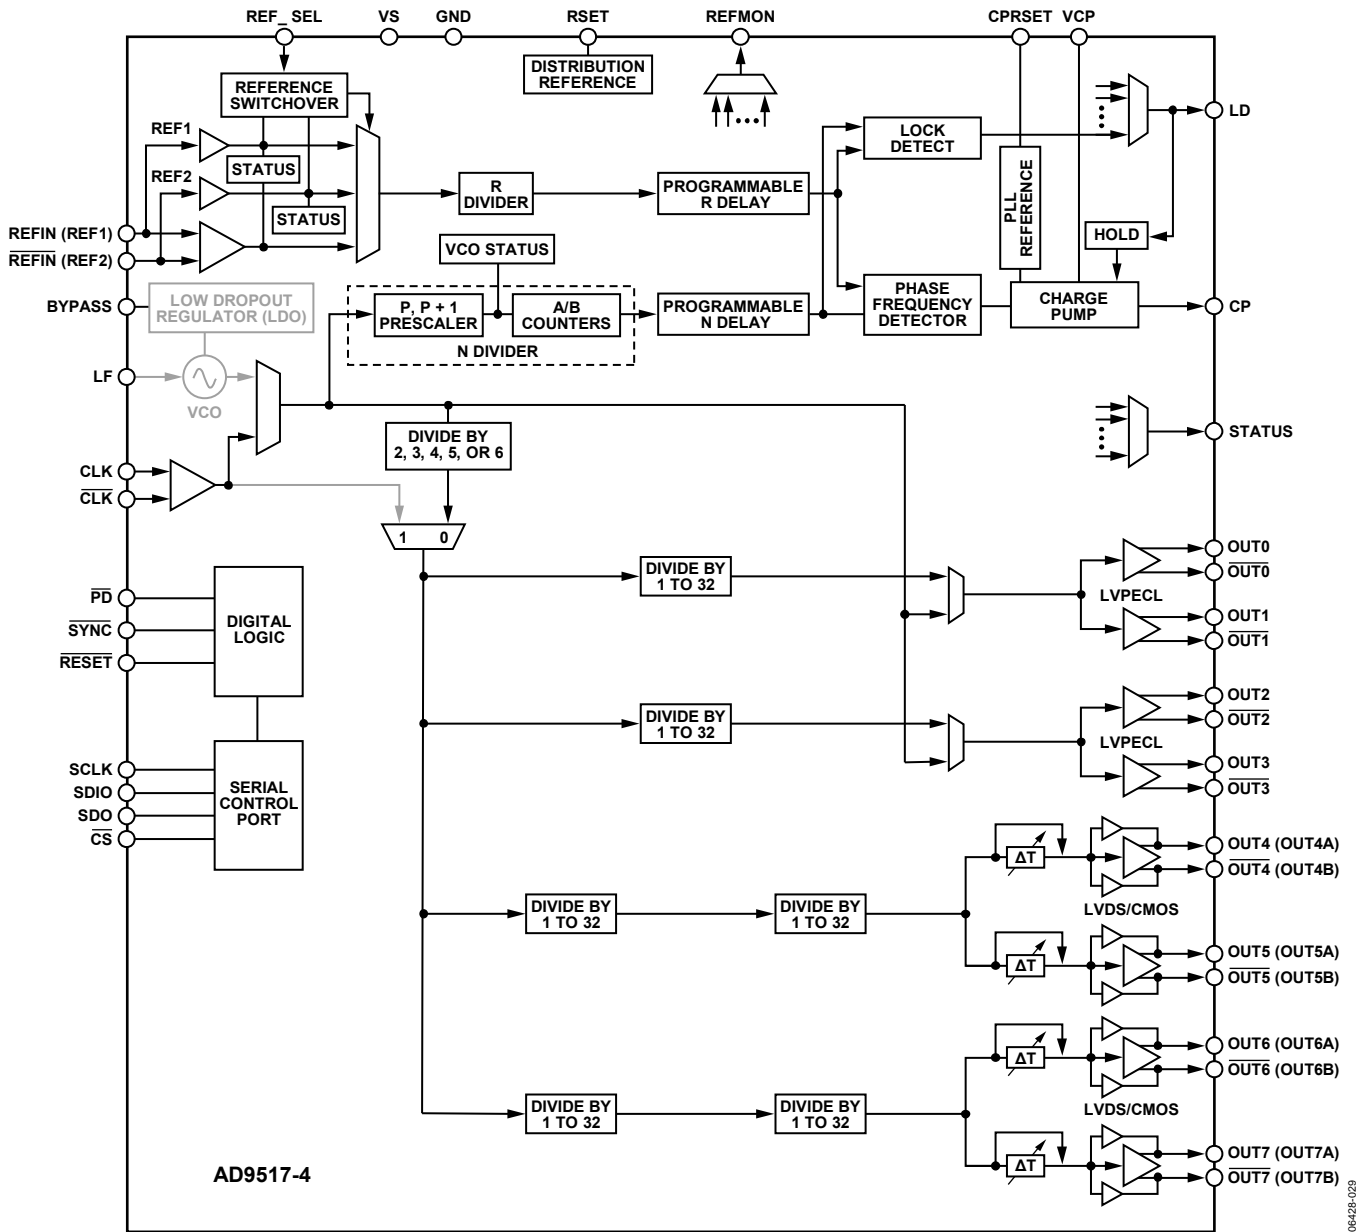 REF_ SEL
VS
GND
RSET
REFMON
CPRSET
VCP
DISTRIBUTION
REFERENCE
REFERENCE
SWITCHOVER
REF1
STATUS
REF2
STATUS
R
DIVIDER
PROGRAMMABLE
R DELAY
LOCK
DETECT
LD
PLL
REFERENCE
HOLD
REFIN (REF1)
REFIN (REF2)
VCO STATUS
BYPASS
LOW DROPOUT
REGULATOR (LDO)
P, P + 1
PRESCALER
A/B
COUNTERS
N DIVIDER
PROGRAMMABLE
N DELAY
PHASE
FREQUENCY
DETECTOR
CHARGE
PUMP
CP
LF
VCO
DIVIDE BY
2, 3, 4, 5, OR 6
STATUS
CLK
CLK
1 0
DIVIDE BY
1 TO 32
OUT0
OUT0
LVPECL
OUT1
OUT1
PD
SYNC
RESET
DIGITAL
LOGIC
DIVIDE BY
1 TO 32
OUT2
OUT2
LVPECL
OUT3
OUT3
SCLK
SDIO
SDO
CS
SERIAL
CONTROL
PORT
ΔT
OUT4 (OUT4A)
OUT4 (OUT4B)
DIVIDE BY
1 TO 32
DIVIDE BY
1 TO 32
LVDS/CMOS
ΔT
OUT5 (OUT5A)
OUT5 (OUT5B)
ΔT
OUT6 (OUT6A)
OUT6 (OUT6B)
DIVIDE BY
1 TO 32
DIVIDE BY
1 TO 32
LVDS/CMOS
ΔT
OUT7 (OUT7A)
OUT7 (OUT7B)
AD9517-4
06428-029